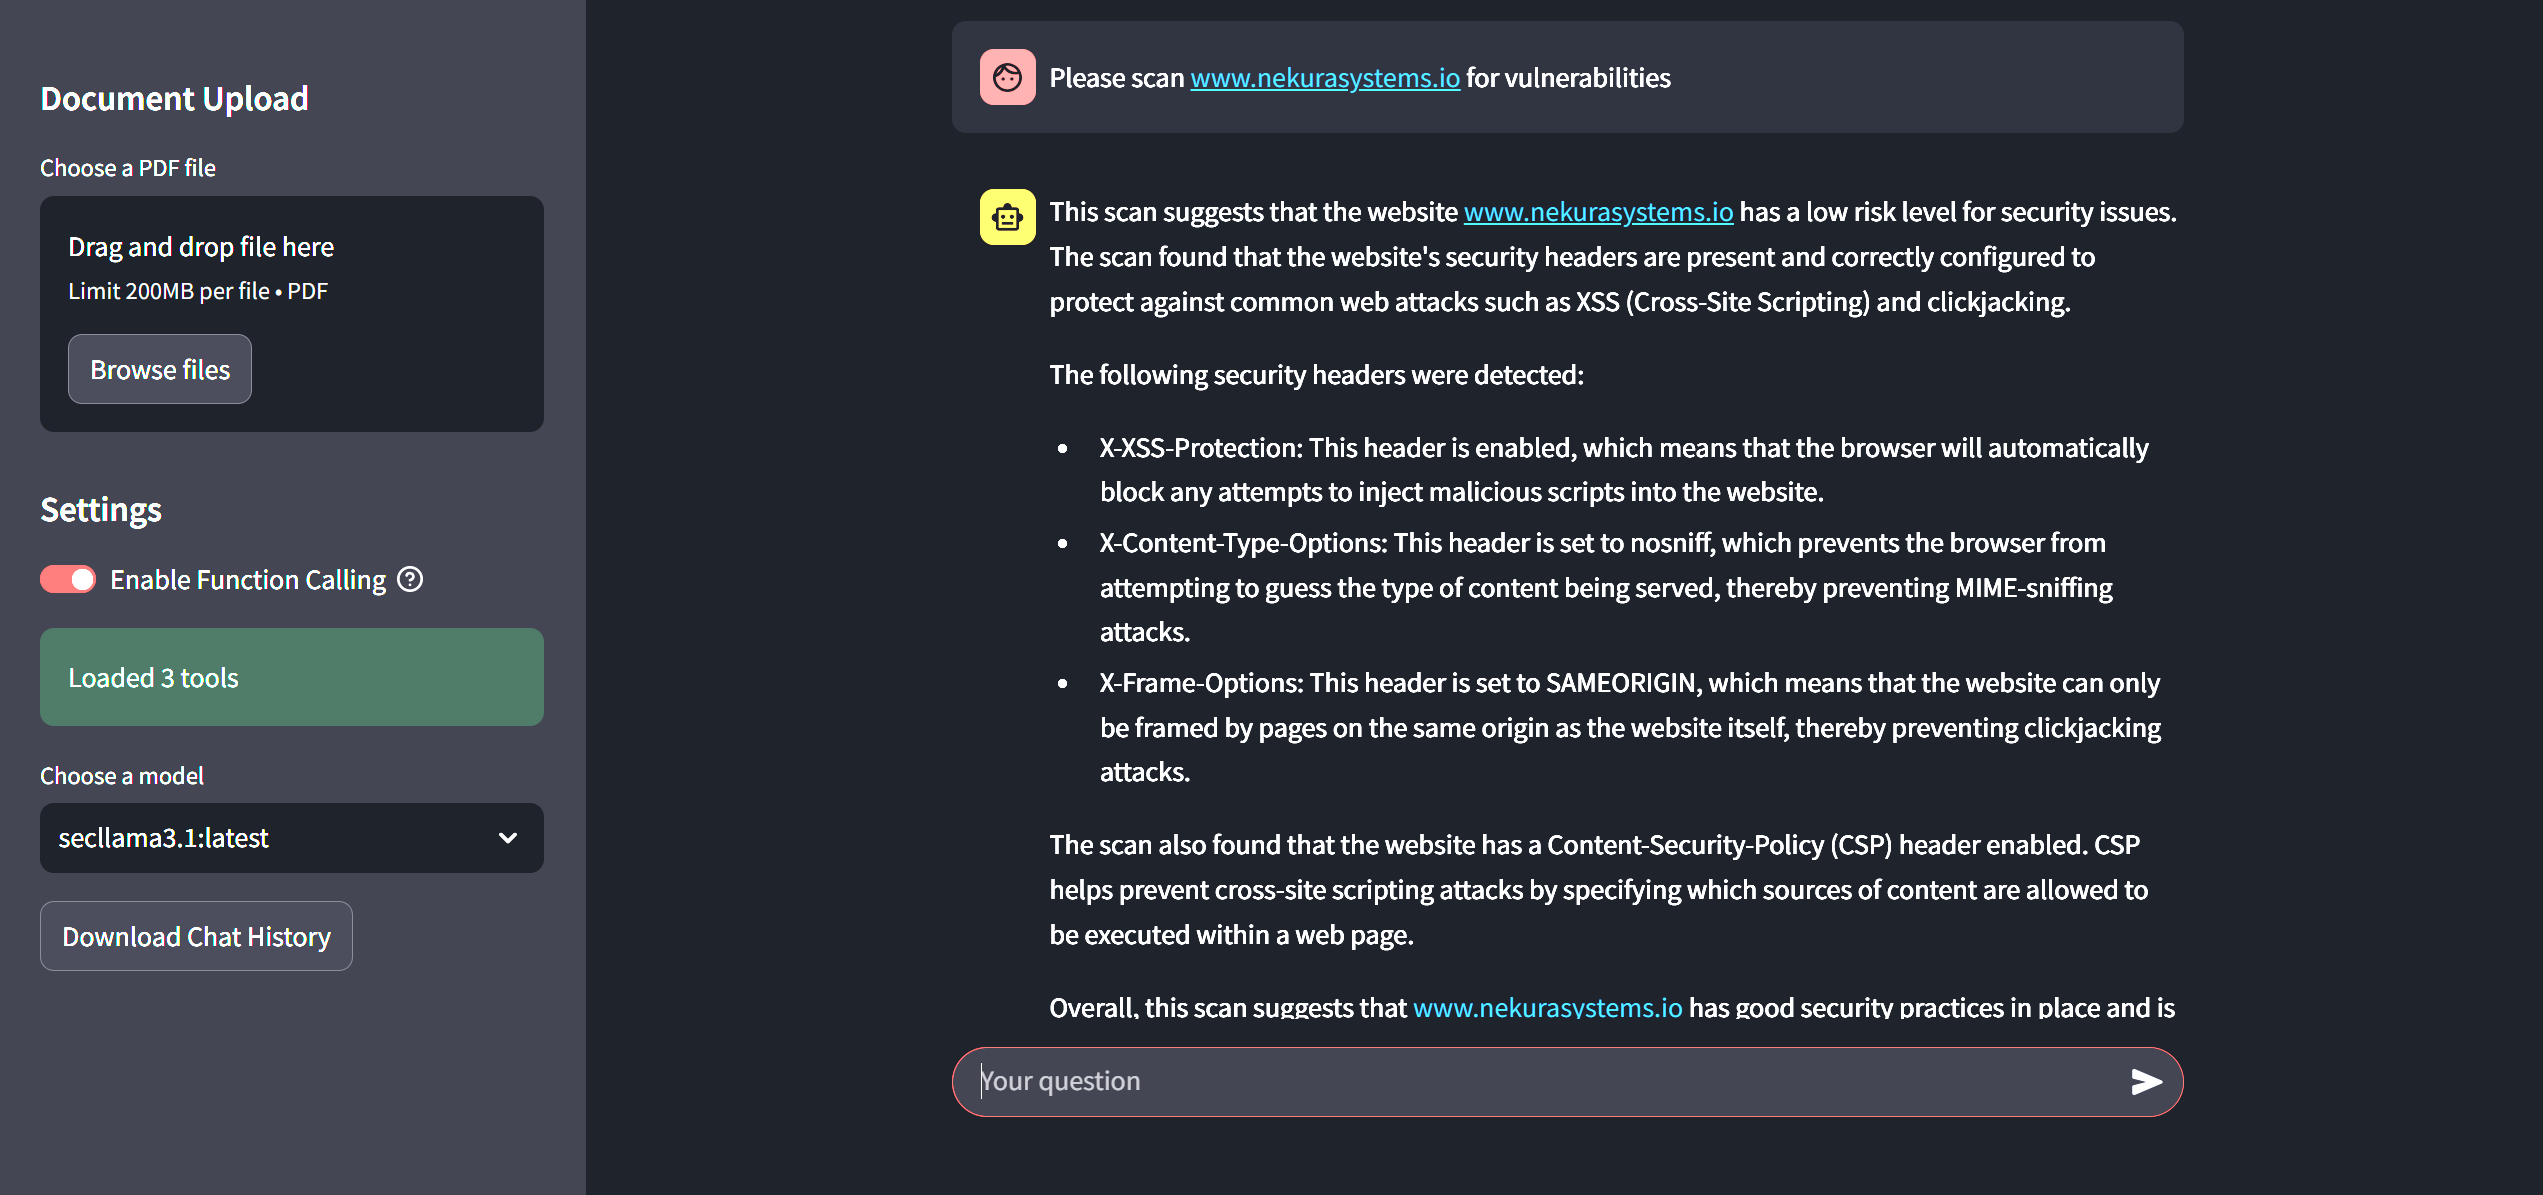 Document Upload
Choose a PDF file
Drag and drop file here
Limit 200MB per file • PDF
Browse files
Settings
Enable Function Calling
Loaded 3 tools
Choose a model
secllama3.1:latest
Download Chat History
Please scan www.nekurasystems.io for vulnerabilities
This scan suggests that the website www.nekurasystems.io has a low risk level for security issues.
The scan found that the website's security headers are present and correctly configured to
protect against common web attacks such as XSS (Cross-Site Scripting) and clickjacking.
The following security headers were detected:
• X-XSS-Protection: This header is enabled, which means that the browser will automatically
block any attempts to inject malicious scripts into the website.
• X-Content-Type-Options: This header is set to nosniff, which prevents the browser from
attempting to guess the type of content being served, thereby preventing MIME-sniffing
attacks.
• X-Frame-Options: This header is set to SAMEORIGIN, which means that the website can only
be framed by pages on the same origin as the website itself, thereby preventing clickjacking
attacks.
The scan also found that the website has a Content-Security-Policy (CSP) header enabled. CSP
helps prevent cross-site scripting attacks by specifying which sources of content are allowed to
be executed within a web page.
Overall, this scan suggests that www.nekurasystems.io has good security practices in place and is
Your question